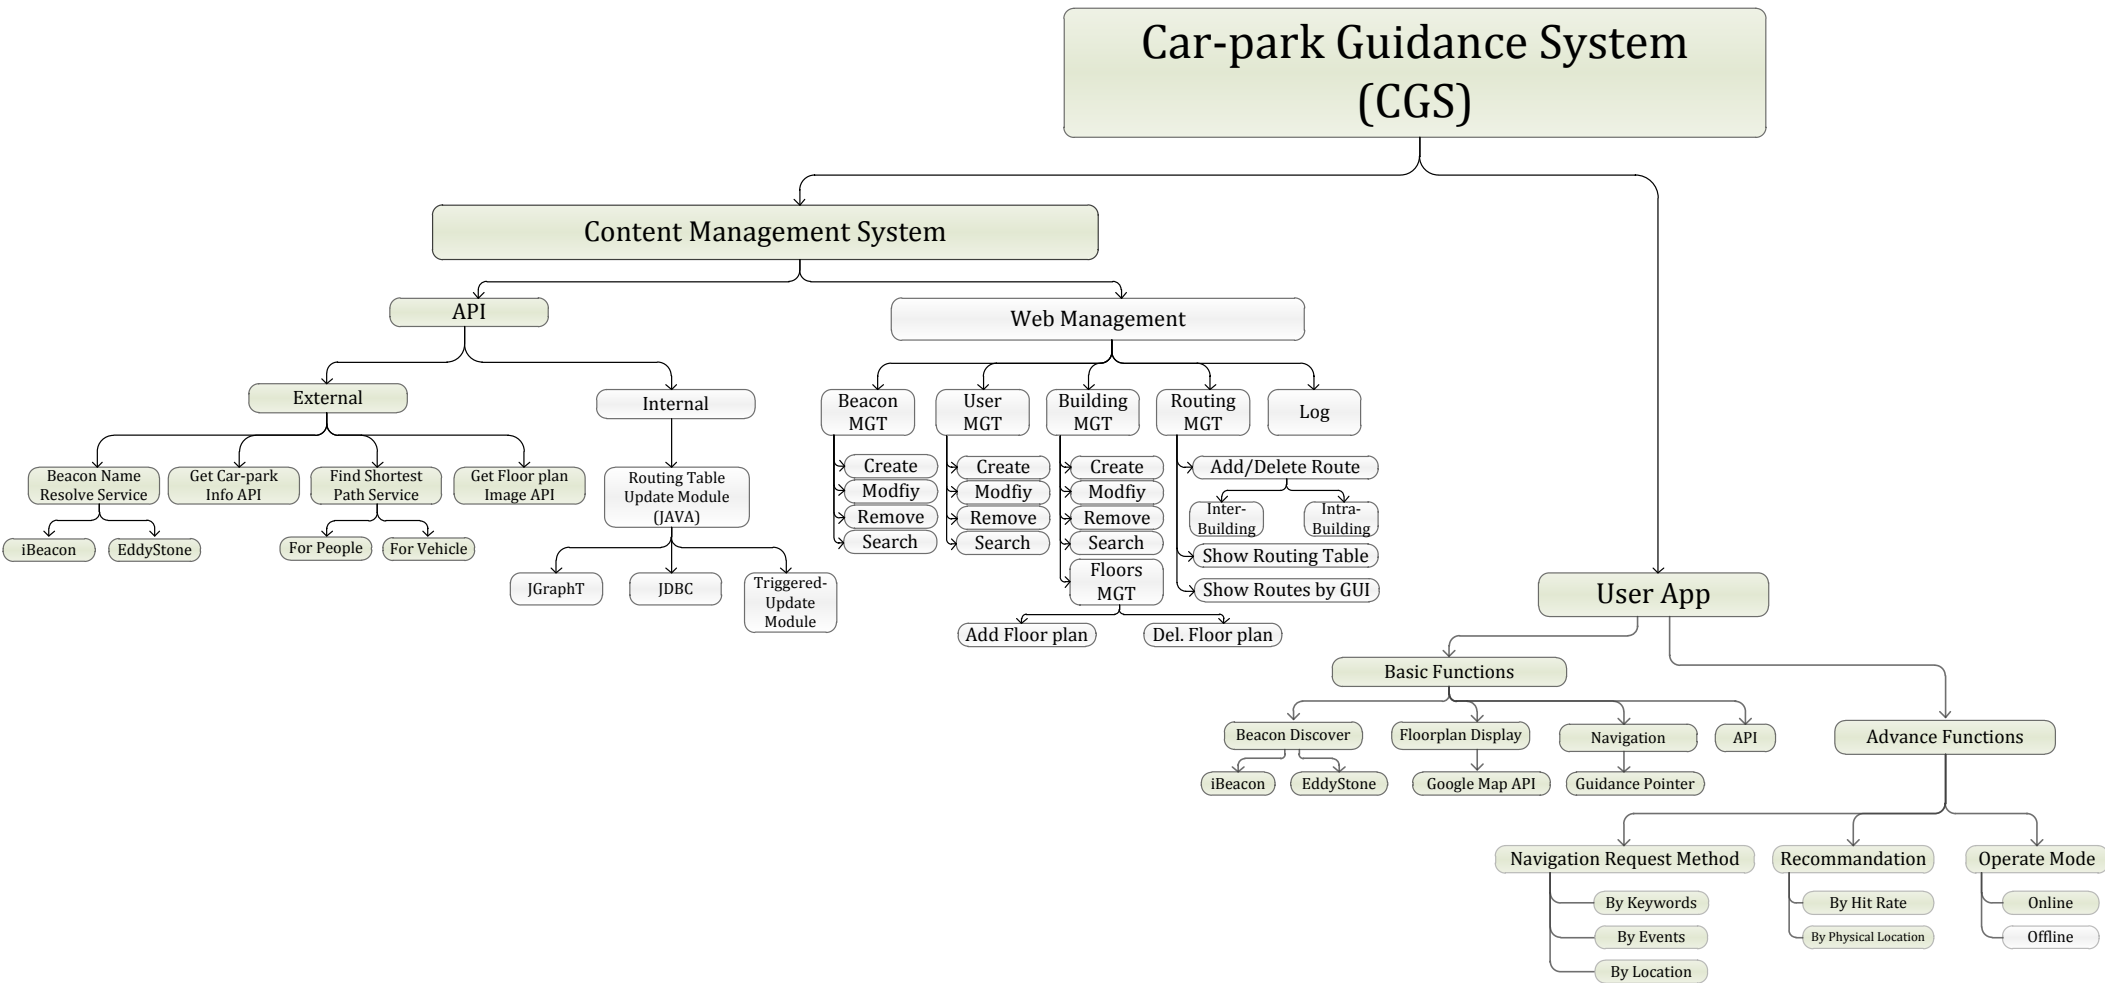 Car-park Guidance System
(CGS)
Content Management System
API
Web Management
External
Internal
Beacon
MGT
User
MGT
Building
MGT
Routing
MGT
Log
Beacon Name
Resolve Service
Get Car-park
Info API
Find Shortest
Path Service
Get Floor plan
Image API
Routing Table
Update Module
(JAVA)
iBeacon
EddyStone
For People
For Vehicle
JGraphT
JDBC
Triggered-
Update
Module
Create
Modfiy
Remove
Search
Create
Modfiy
Remove
Search
Create
Modfiy
Remove
Search
Floors
MGT
Add Floor plan
Del. Floor plan
Add/Delete Route
Inter-
Building
Intra-
Building
Show Routing Table
Show Routes by GUI
User App
Basic Functions
Beacon Discover
Floorplan Display
Navigation
API
iBeacon
EddyStone
Google Map API
Guidance Pointer
Advance Functions
Navigation Request Method
Recommandation
Operate Mode
By Keywords
By Events
By Location
By Hit Rate
By Physical Location
Online
Offline